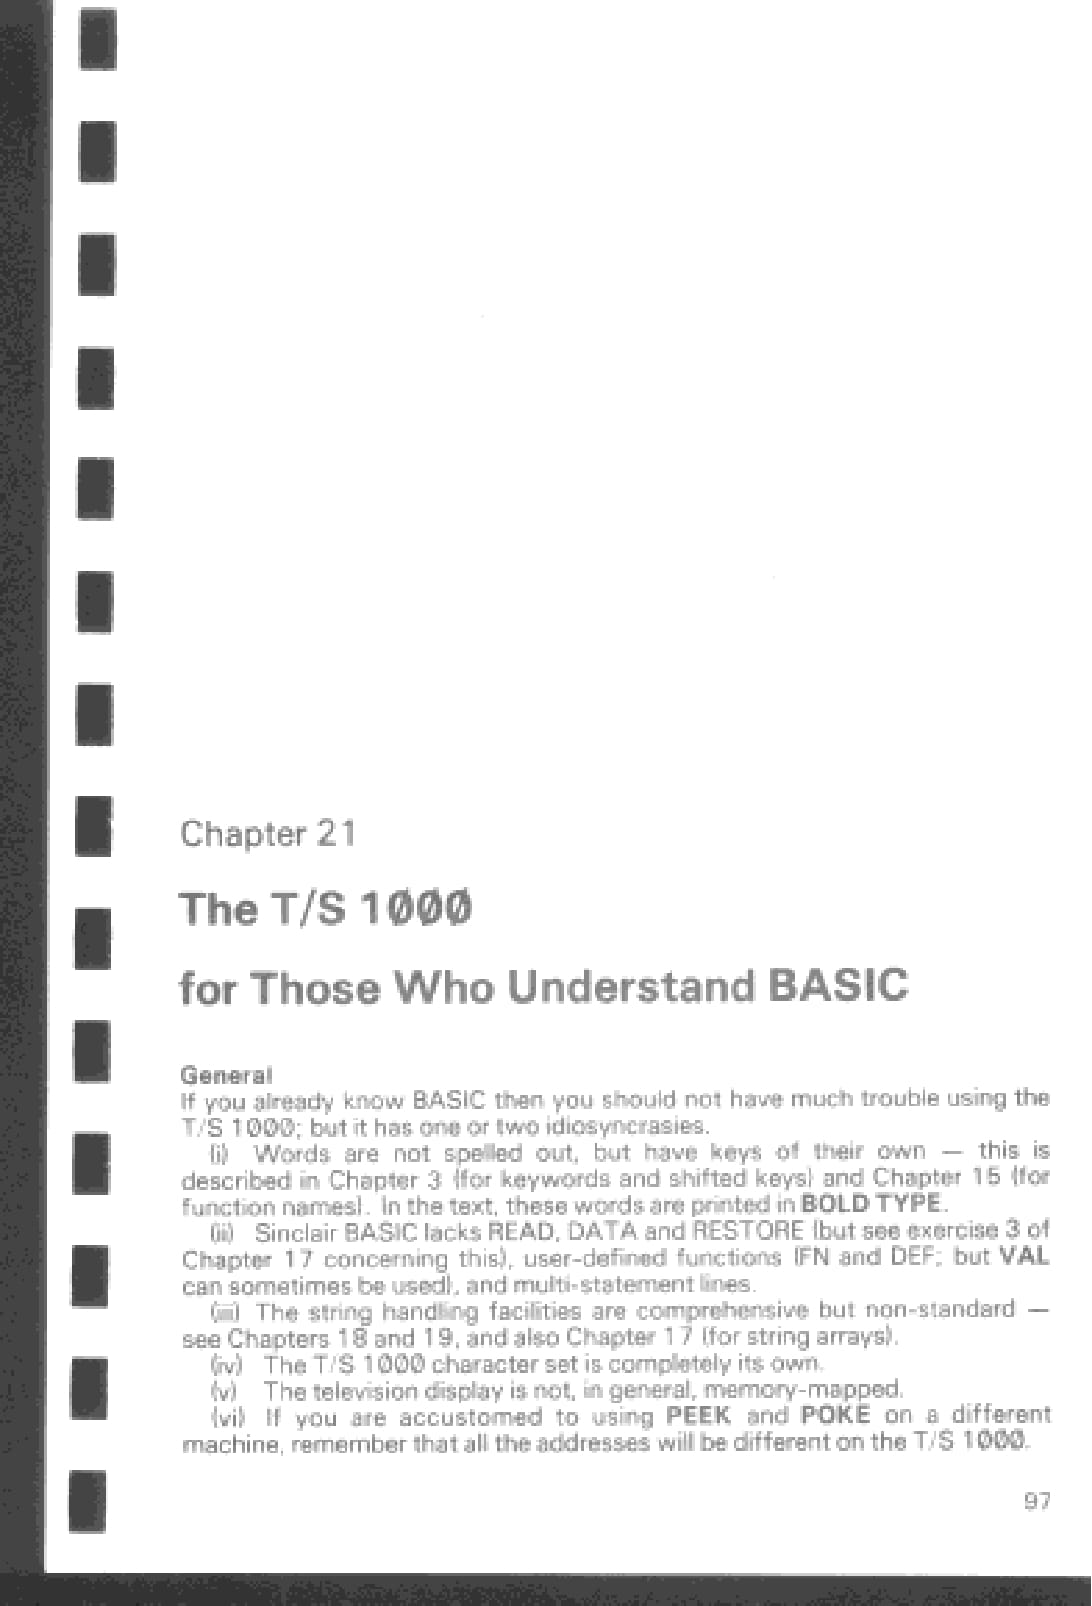 Chapter 21
The T/S 1000
for Those Who Understand BASIC
General
If you already know BASIC then you should not have much trouble using the
T/S 1000; but it has one or two idiosyncrasies.
(i) Words are not spelled out, but have keys of their own — this is
described in Chapter 3 (for keywords and shifted keys) and Chapter 15 (for
function names). In the text, these words are printed in BOLD TYPE.
(ii) Sinclair BASIC lacks READ, DATA and RESTORE (but see exercise 3 of
Chapter 17 concerning this), user-defined functions (FN and DEF; but VAL
can sometimes be used), and multi-statement lines.
(iii) The string handling facilities are comprehensive but non-standard —
see Chapters 18 and 19, and also Chapter 17 (for string arrays).
(iv) The T/S 1000 character set is completely its own.
(v) The television display is not, in general, memory-mapped.
(vi) If you are accustomed to using PEEK and POKE on a different
machine, remember that all the addresses will be different on the T/S 1000.
97